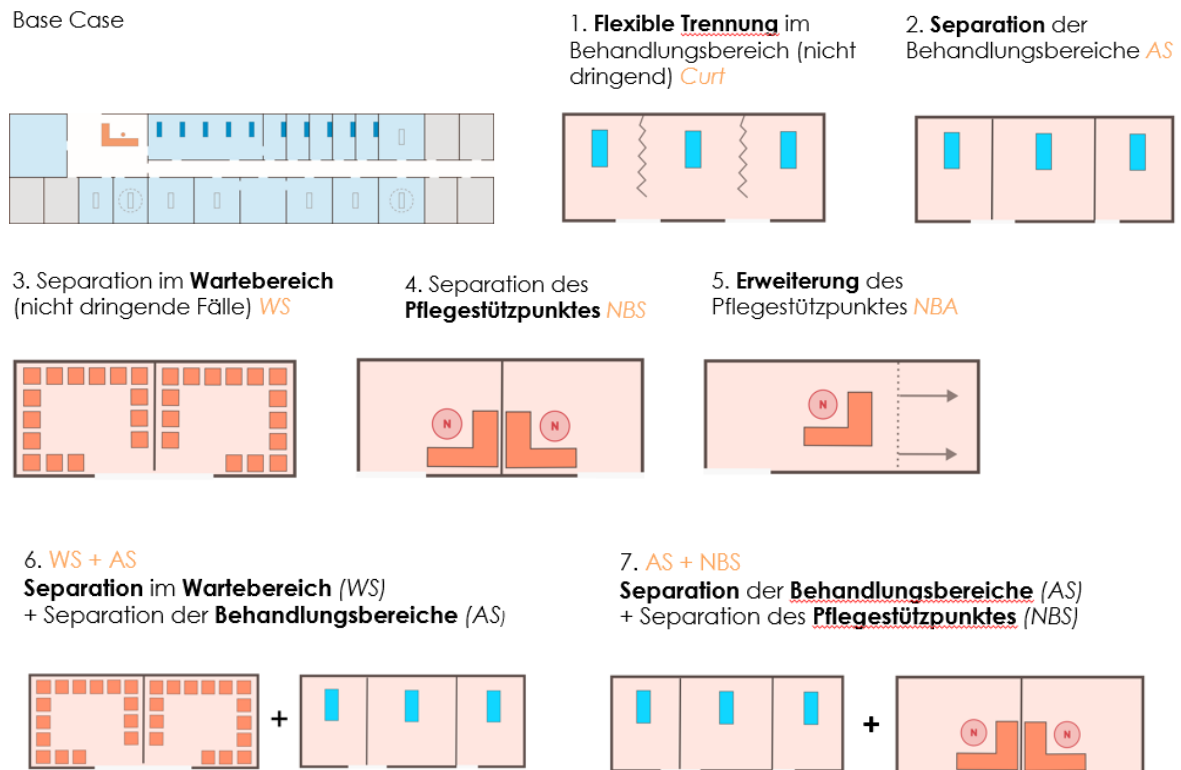 Base Case
1. Flexible Trennung im
Behandlungsbereich (nicht
dringend) Curt
2. Separation der
Behandlungsbereiche AS
3. Separation im Wartebereich
(nicht dringende Fälle) WS
4. Separation des
Pflegestützpunktes NBS
5. Erweiterung des
Pflegestützpunktes NBA
N
N
N
6. WS + AS
Separation im Wartebereich (WS)
+ Separation der Behandlungsbereiche (AS)
7. AS + NBS
Separation der Behandlungsbereiche (AS)
+ Separation des Pflegestützpunktes (NBS)
+
+
N
N